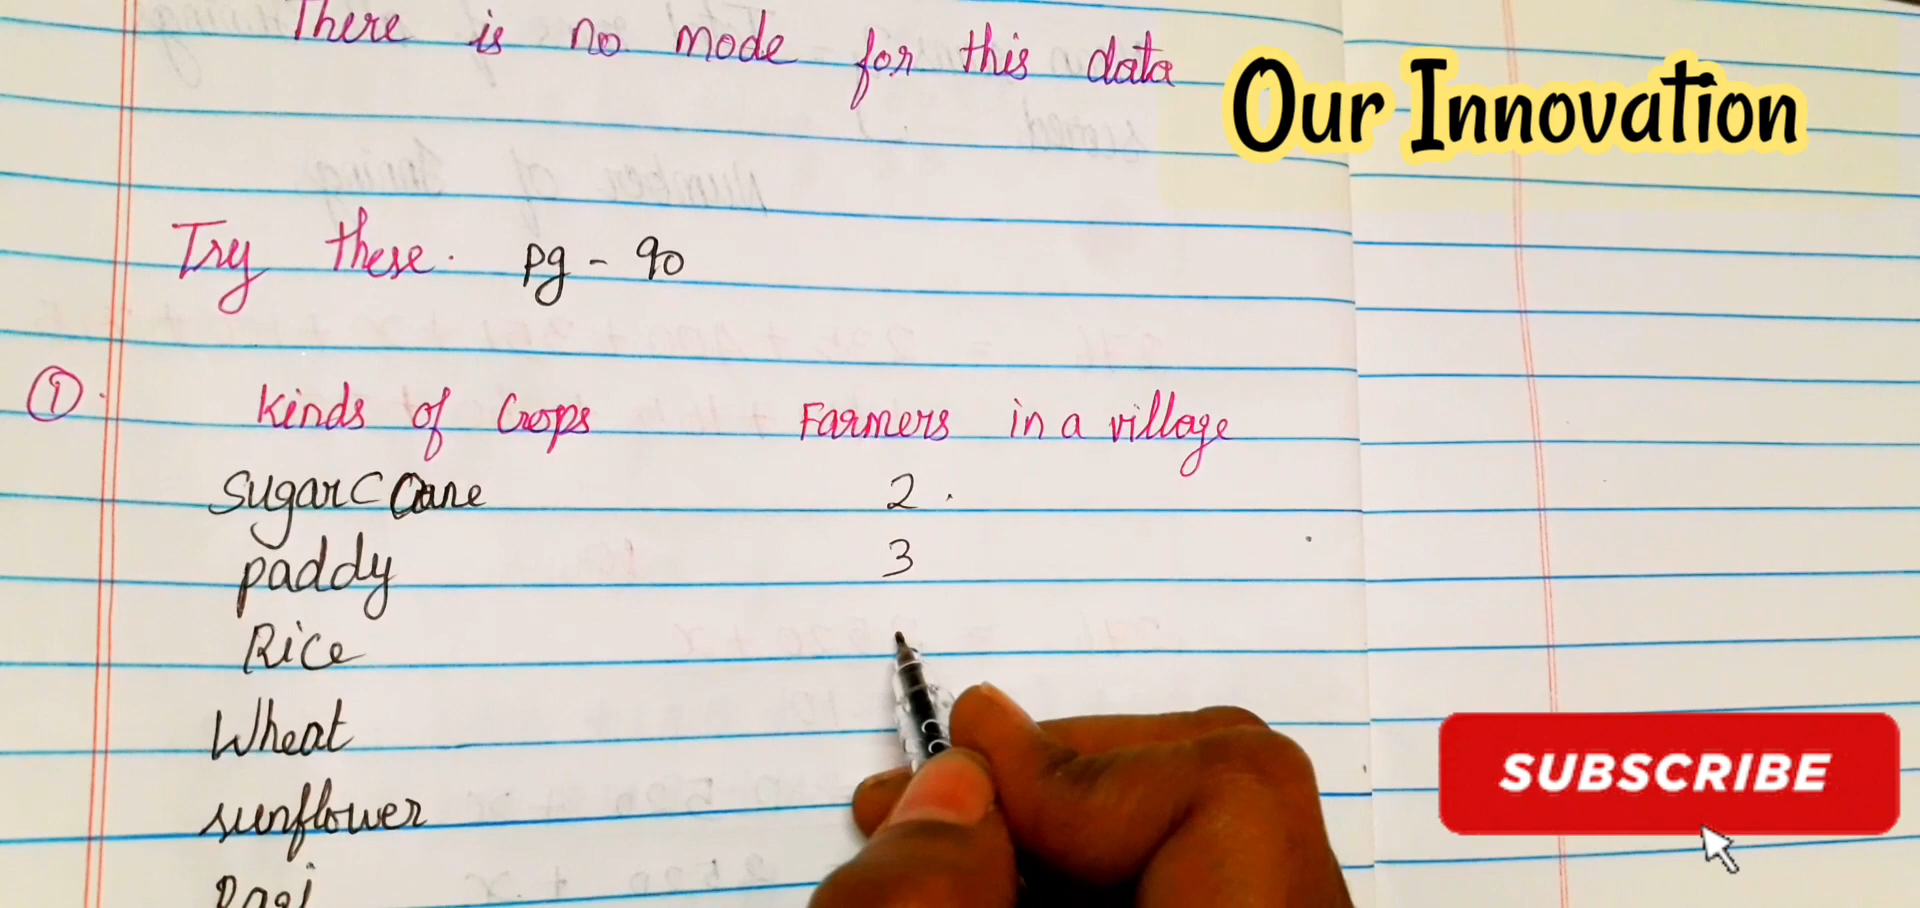 There is no mode for this data
Our Innovation
Try these. pg - 90
1. Kinds of Crops Farmers in a village
Sugarcane 2.
paddy 3
Rice
Wheat
sunflower
Ragi
SUBSCRIBE